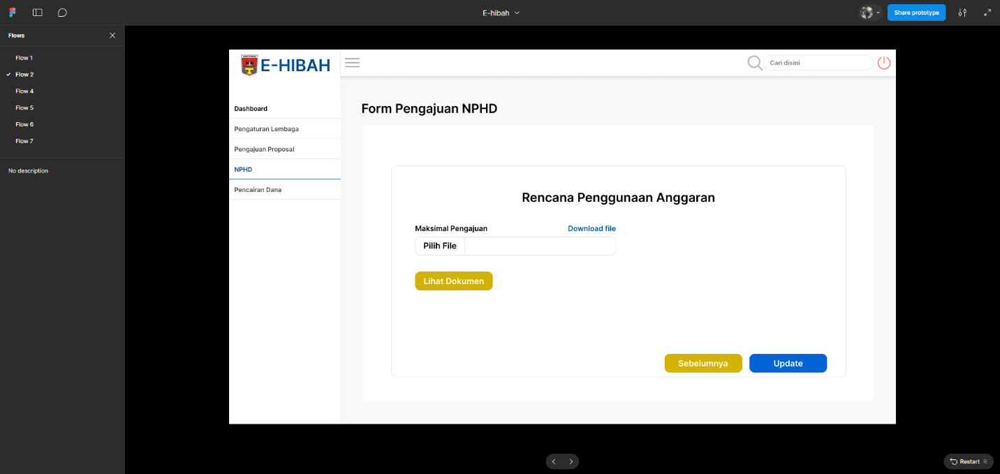 E-hibah
Share prototype
Flows
Flow 1
Flow 2
Flow 4
Flow 5
Flow 6
Flow 7
No description
E-HIBAH
Cari disini
Dashboard
Pengaturan Lembaga
Pengajuan Proposal
NPHD
Pencairan Dana
Form Pengajuan NPHD
Rencana Penggunaan Anggaran
Maksimal Pengajuan
Download file
Pilih File
Lihat Dokumen
Sebelumnya
Update
Restart R